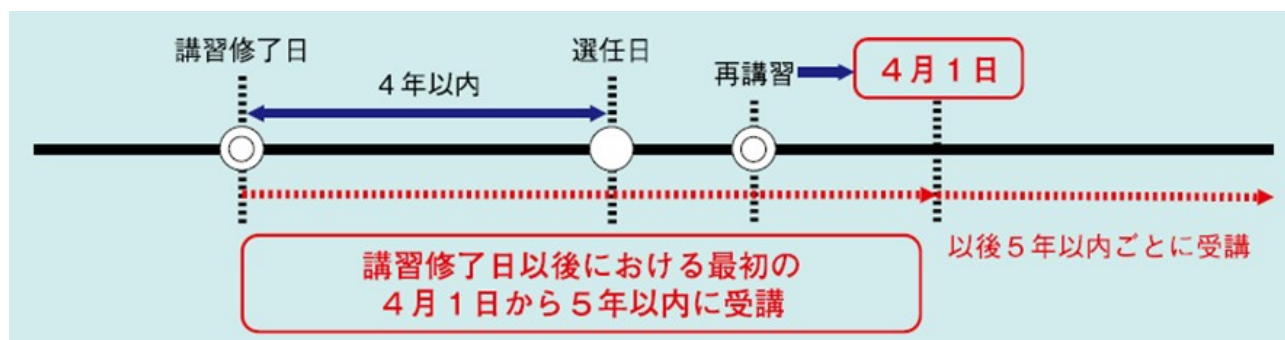 講習修了日
選任日
再講習
4月1日
4年以内
以後5年以内ごとに受講
講習修了日以後における最初の
4月1日から5年以内に受講